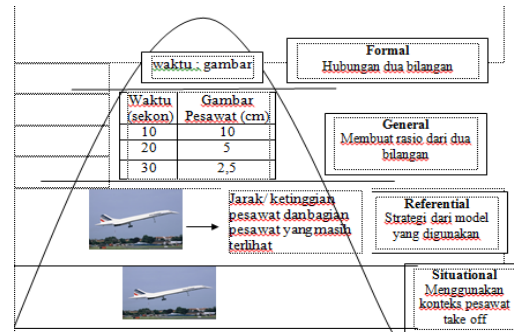 Formal
waktu : gambar
Hubungan dua bilangan
Waktu (sekon) Gambar Pesawat (cm)
10 10
20 5
30 2,5
General
Membuat rasio dari dua
bilangan
Jarak/ ketinggian
pesawat danbagian
pesawat yang masih
terlihat
Referential
Strategi dari model
yang digunakan
Situational
Menggunakan
konteks pesawat
take off